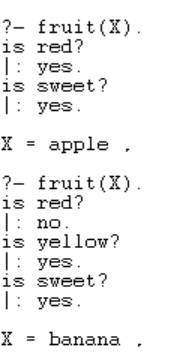 ?- fruit(X).
is red?
|: yes.
is sweet?
|: yes.
X = apple .
?- fruit(X).
is red?
|: no.
is yellow?
|: yes.
is sweet?
|: yes.
X = banana .